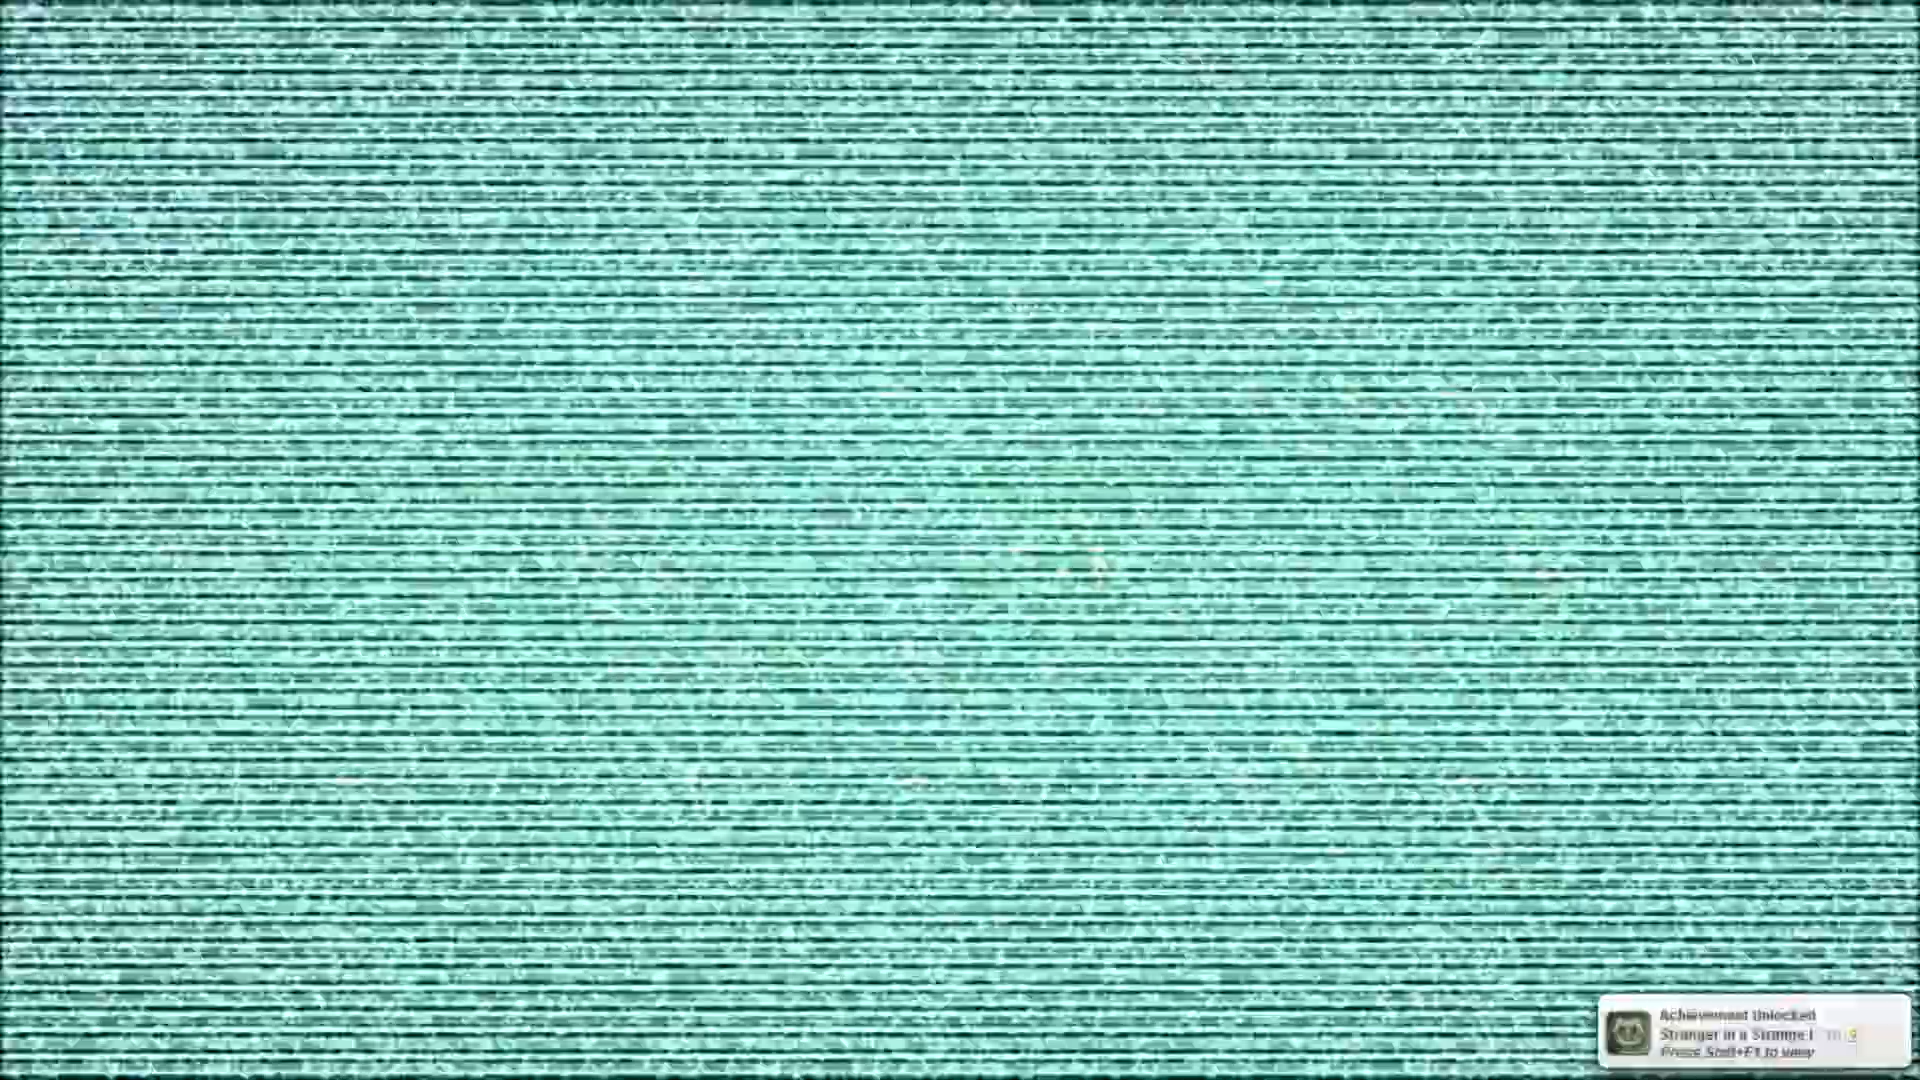 Achievement Unlocked
Stranger in a Strange
Press Shift+F1 to view